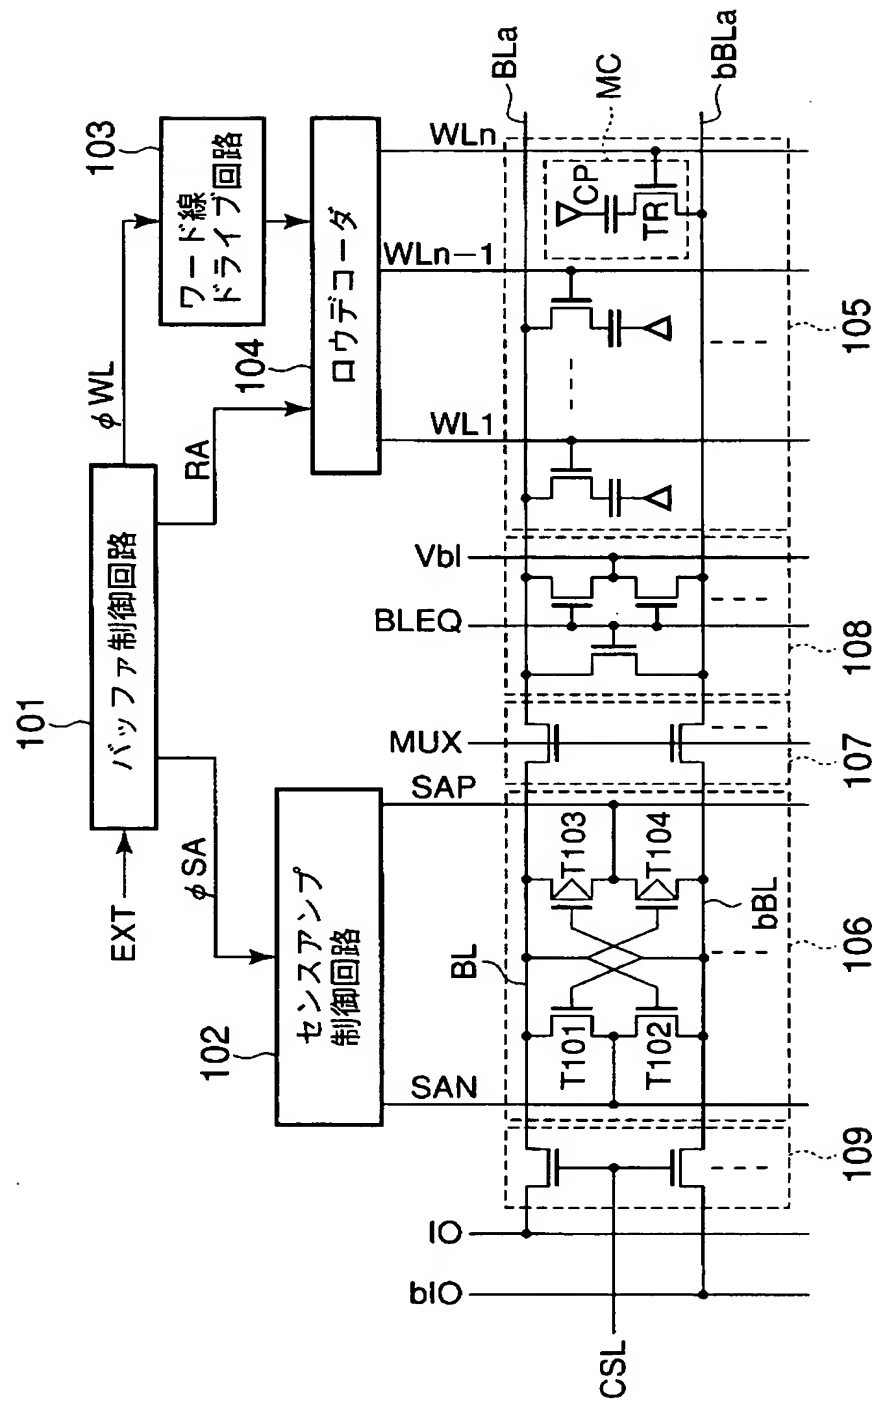 101
バッファ制御回路
EXT
φSA
φWL
RA
102
センスアンプ
制御回路
103
ワード線
ドライブ回路
104
ロウデコーダ
SAN
SAP
MUX
BLEQ
Vbl
WL1
WLn-1
WLn
BLa
MC
bBLa
CP
TR
BL
bBL
T101
T102
T103
T104
IO
bIO
CSL
109
106
107
108
105